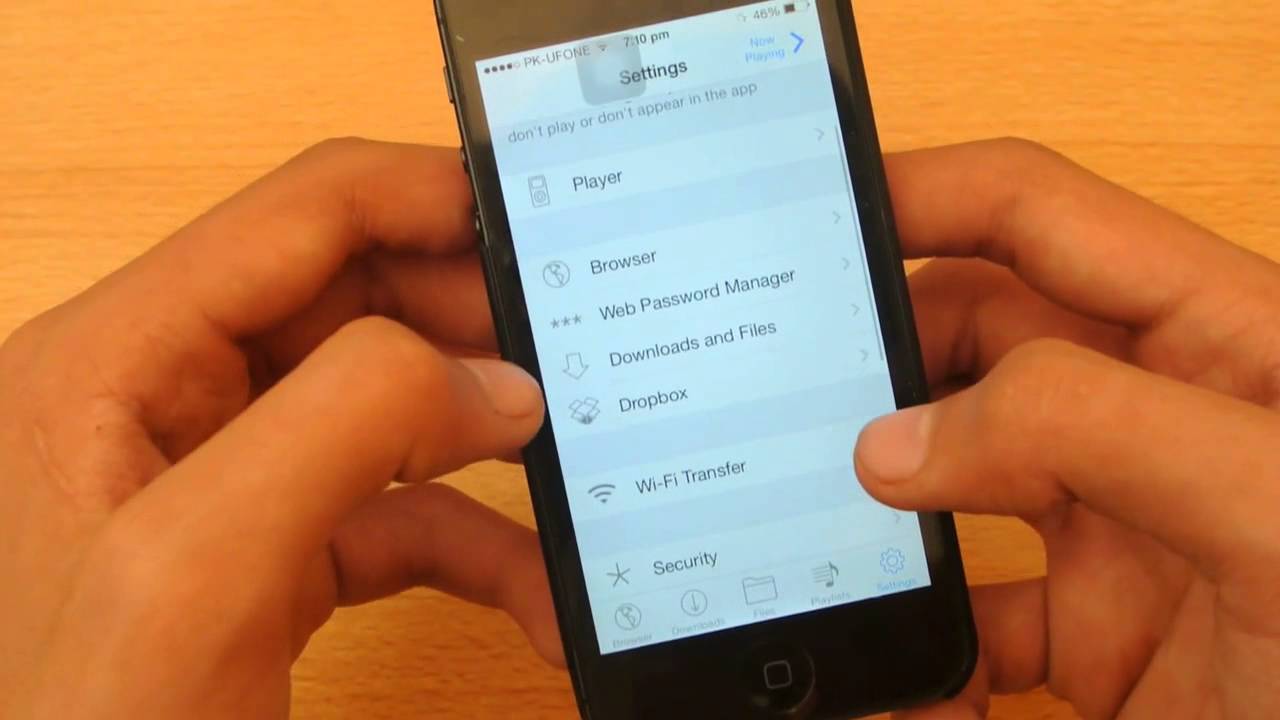 PK-UFONE 7:10 pm 46%
Settings
Now
Playing
don't play or don't appear in the app
Player
Browser
*** Web Password Manager
Downloads and Files
Dropbox
Wi-Fi Transfer
Security
Browser Downloads Files Playlists Settings